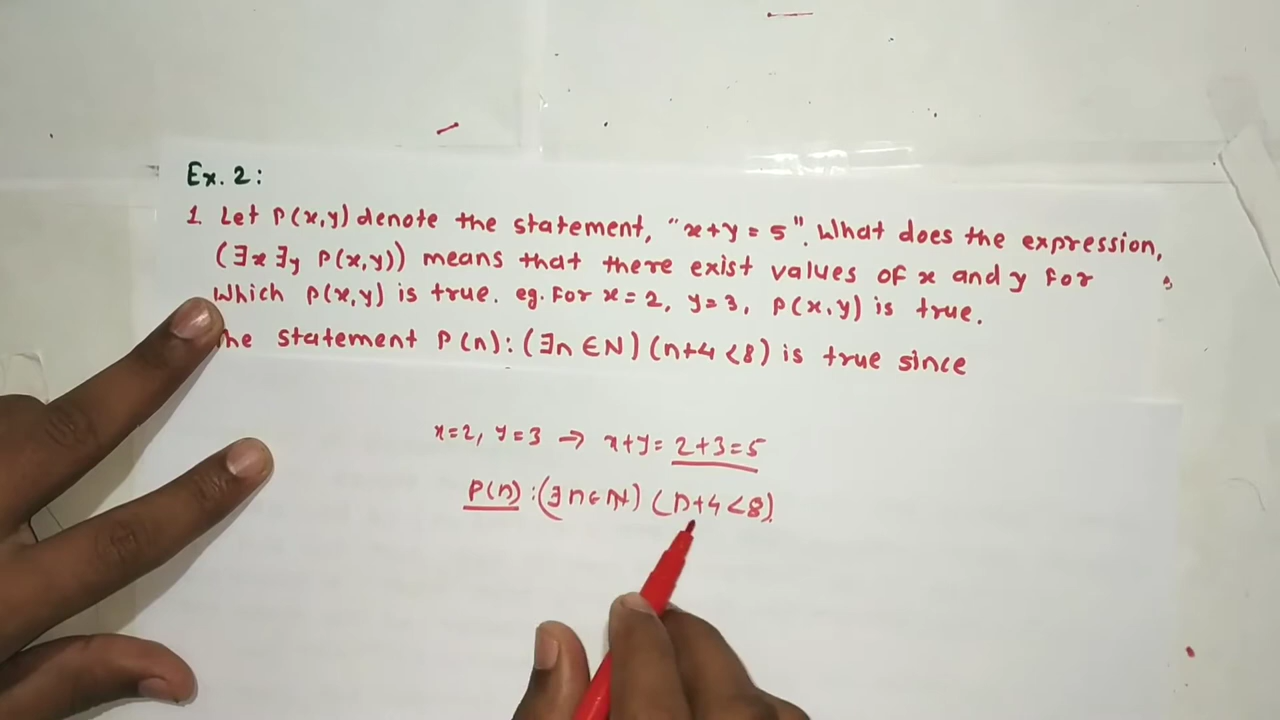 Ex. 2:
1. Let P(x,y) denote the statement, "x+y = 5". What does the expression,
(∃x ∃y P(x,y)) means that there exist values of x and y for
which P(x,y) is true. eg. For x = 2, y = 3, P(x,y) is true.
he statement P(n): (∃n ∈ N) (n+4 < 8) is true since
x=2, y=3 → x+y= 2+3=5
P(n) : (∃ n ∈ N) (n+4 < 8).